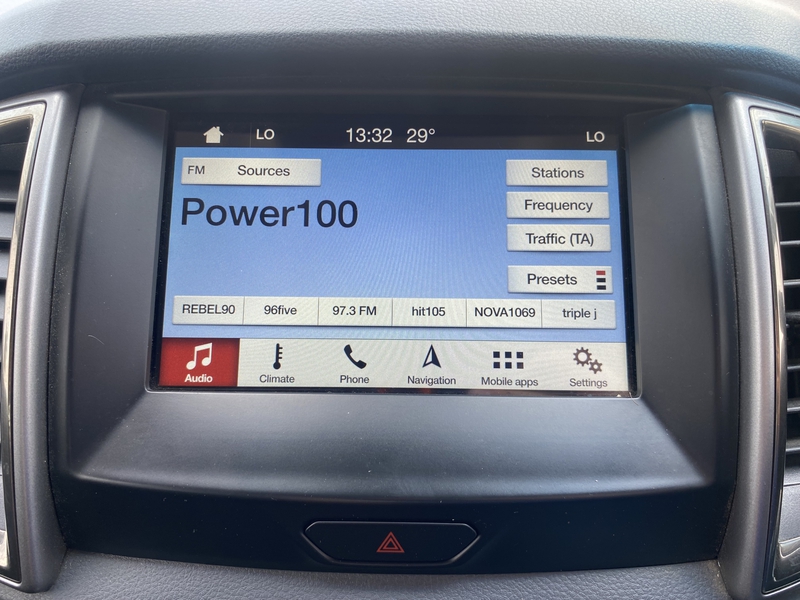 LO 13:32 29° LO
FM Sources
Power100
Stations
Frequency
Traffic (TA)
Presets
REBEL90 96five 97.3 FM hit105 NOVA1069 triple j
Audio Climate Phone Navigation Mobile apps Settings